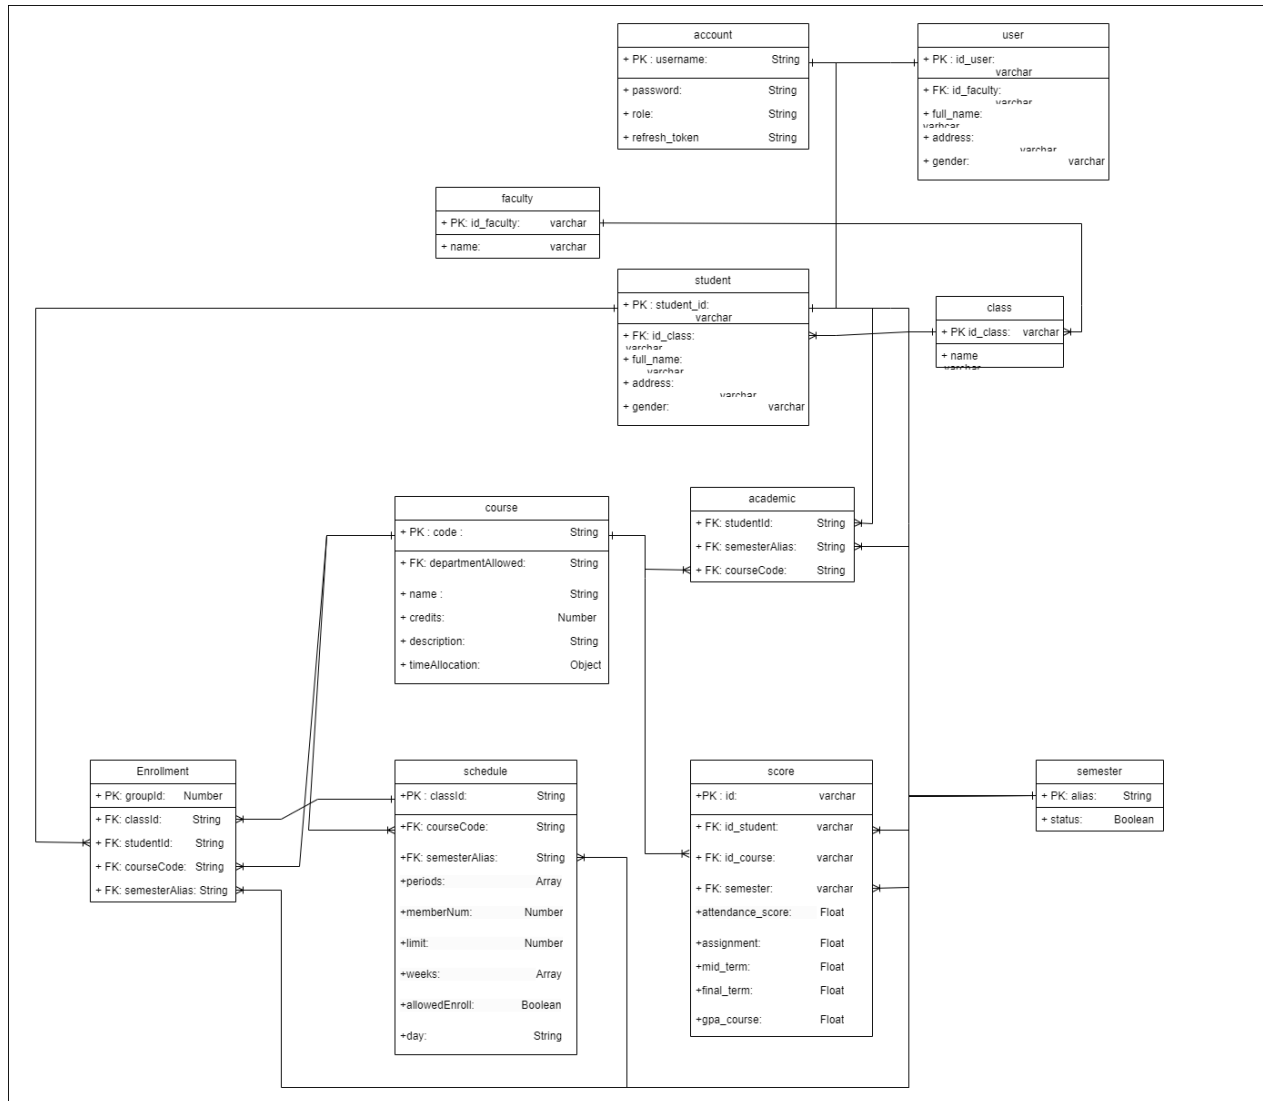 account
+ PK : username: String
+ password: String
+ role: String
+ refresh_token String
user
+ PK : id_user:
varchar
+ FK: id_faculty:
varchar
+ full_name:
varhcar
+ address:
varchar
+ gender: varchar
faculty
+ PK: id_faculty: varchar
+ name: varchar
student
+ PK : student_id:
varchar
+ FK: id_class:
varchar
+ full_name:
varchar
+ address:
varchar
+ gender: varchar
class
+ PK id_class: varchar
+ name
varchar
course
+ PK : code : String
+ FK: departmentAllowed: String
+ name : String
+ credits: Number
+ description: String
+ timeAllocation: Object
academic
+ FK: studentId: String
+ FK: semesterAlias: String
+ FK: courseCode: String
Enrollment
+ PK: groupId: Number
+ FK: classId: String
+ FK: studentId: String
+ FK: courseCode: String
+ FK: semesterAlias: String
schedule
+PK : classId: String
+FK: courseCode: String
+FK: semesterAlias: String
+periods: Array
+memberNum: Number
+limit: Number
+weeks: Array
+allowedEnroll: Boolean
+day: String
score
+PK : id: varchar
+ FK: id_student: varchar
+ FK: id_course: varchar
+ FK: semester: varchar
+attendance_score: Float
+assignment: Float
+mid_term: Float
+final_term: Float
+gpa_course: Float
semester
+ PK: alias: String
+ status: Boolean